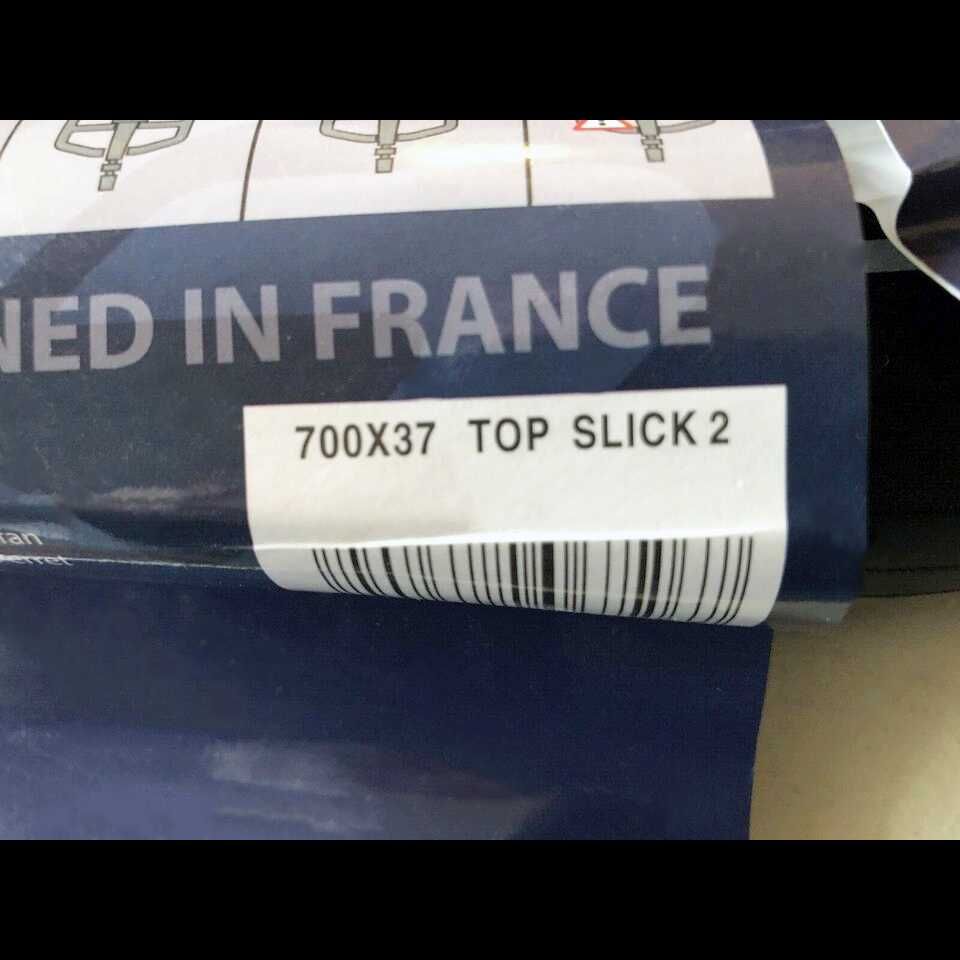 NED IN FRANCE
700X37 TOP SLICK 2